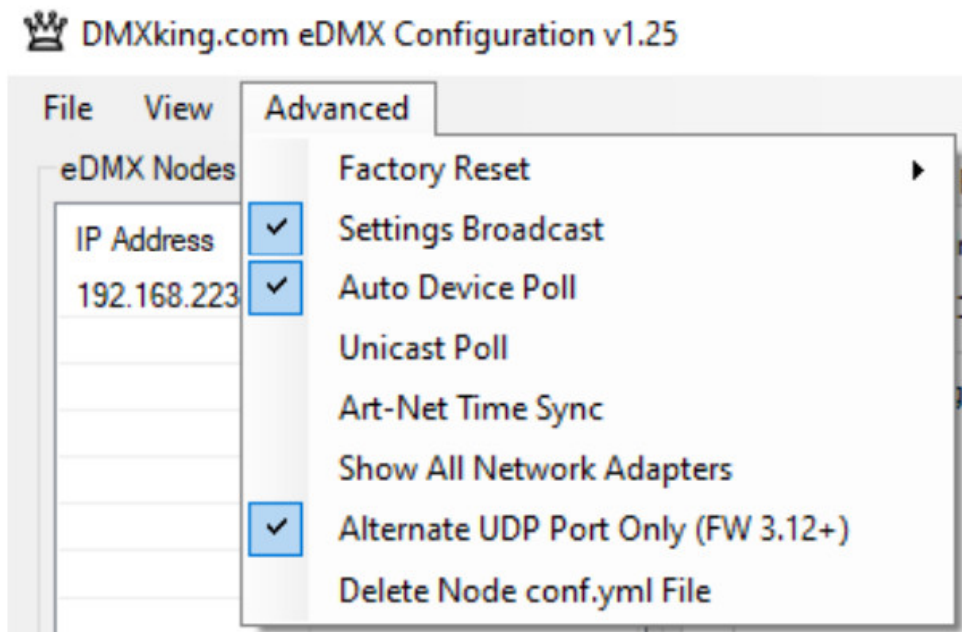 DMXking.com eDMX Configuration v1.25
File View Advanced
eDMX Nodes
IP Address
192.168.223
Factory Reset
Settings Broadcast
Auto Device Poll
Unicast Poll
Art-Net Time Sync
Show All Network Adapters
Alternate UDP Port Only (FW 3.12+)
Delete Node conf.yml File